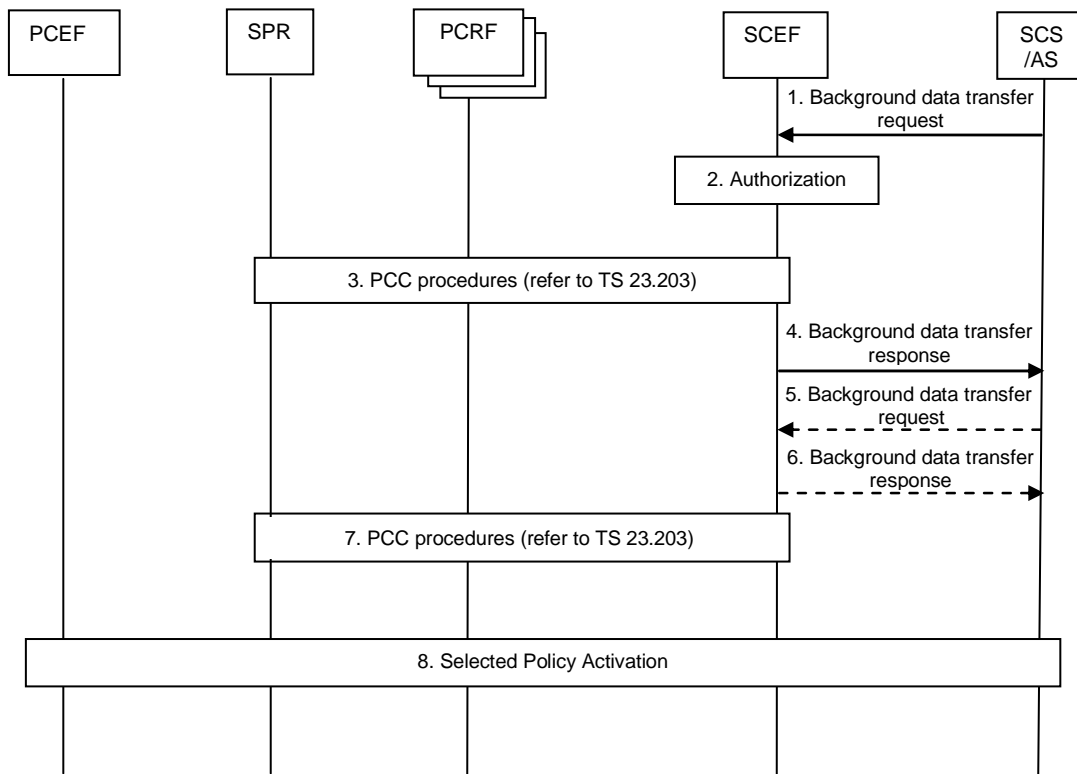 PCEF
SPR
PCRF
SCEF
SCS
/AS
1. Background data transfer
request
2. Authorization
3. PCC procedures (refer to TS 23.203)
4. Background data transfer
response
5. Background data transfer
request
6. Background data transfer
response
7. PCC procedures (refer to TS 23.203)
8. Selected Policy Activation